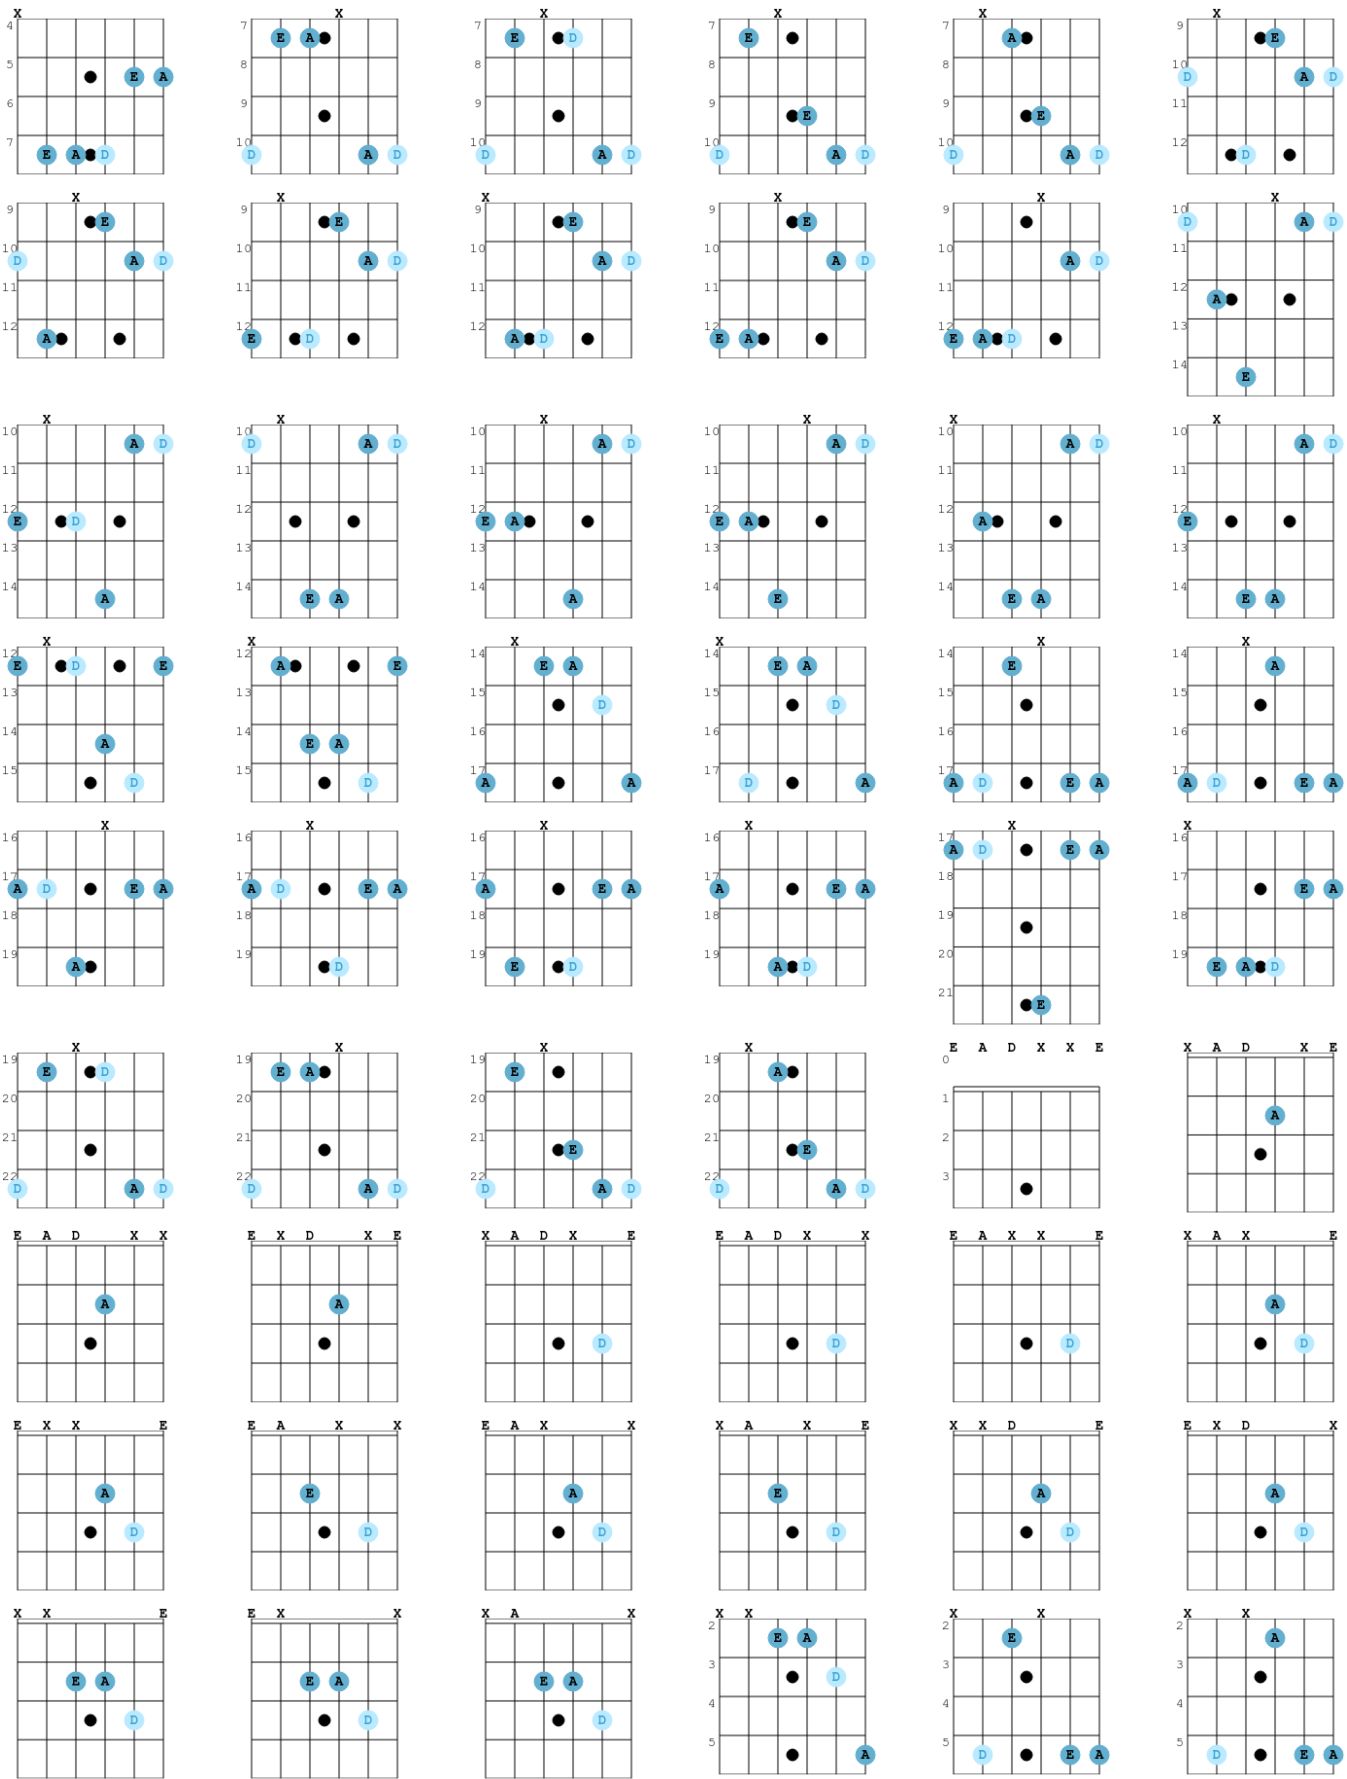 X X X X X X
4 7 7 7 7 9
E A E D E A E
5 8 8 8 8 10
E A D A D
6 9 9 9 9 11
E E
7 10 10 10 10 12
E A D D A D D A D D A D D A D D
X X X X X X
9 9 9 9 9 10
E E E E D A D
10 10 10 10 10 11
D A D A D A D A D A D
11 11 11 11 11 12
A
12 12 12 12 12 13
A E D A D E A E A D
14
E
X X X X X X
10 10 10 10 10 10
A D D A D A D A D A D A D
11 11 11 11 11 11
12 12 12 12 12 12
E D E A E A A E
13 13 13 13 13 13
14 14 14 14 14 14
A E A A E E A E A
X X X X X X
12 12 14 14 14 14
E D E A E E A E A E A
13 13 15 15 15 15
D D
14 14 16 16 16 16
A E A
15 15 17 17 17 17
D D A A D A A D E A A D E A
X X X X X X
16 16 16 16 17 16
A D E A
17 17 17 17 18 17
A D E A A D E A A E A A E A E A
18 18 18 18 19 18
19 19 19 19 20 19
A D E D A D E A D
21
E
X X X X E A D X X E X A D X E
19 19 19 19 0
E D E A E A
20 20 20 20 1
A
21 21 21 21 2
E E
22 22 22 22 3
D A D D A D D A D D A D
E A D X X E X D X E X A D X E E A D X X E A X X E X A X E
A A A
D D D D
E X X E E A X X E A X X X A X E X X D E E X D X
A E A E A A
D D D D D D
X X E E X X X A X X X X X X X
2 2 2
E A E A
E A E A E A
3 3 3
D
D D D
4 4 4
5 5 5
A D E A D E A